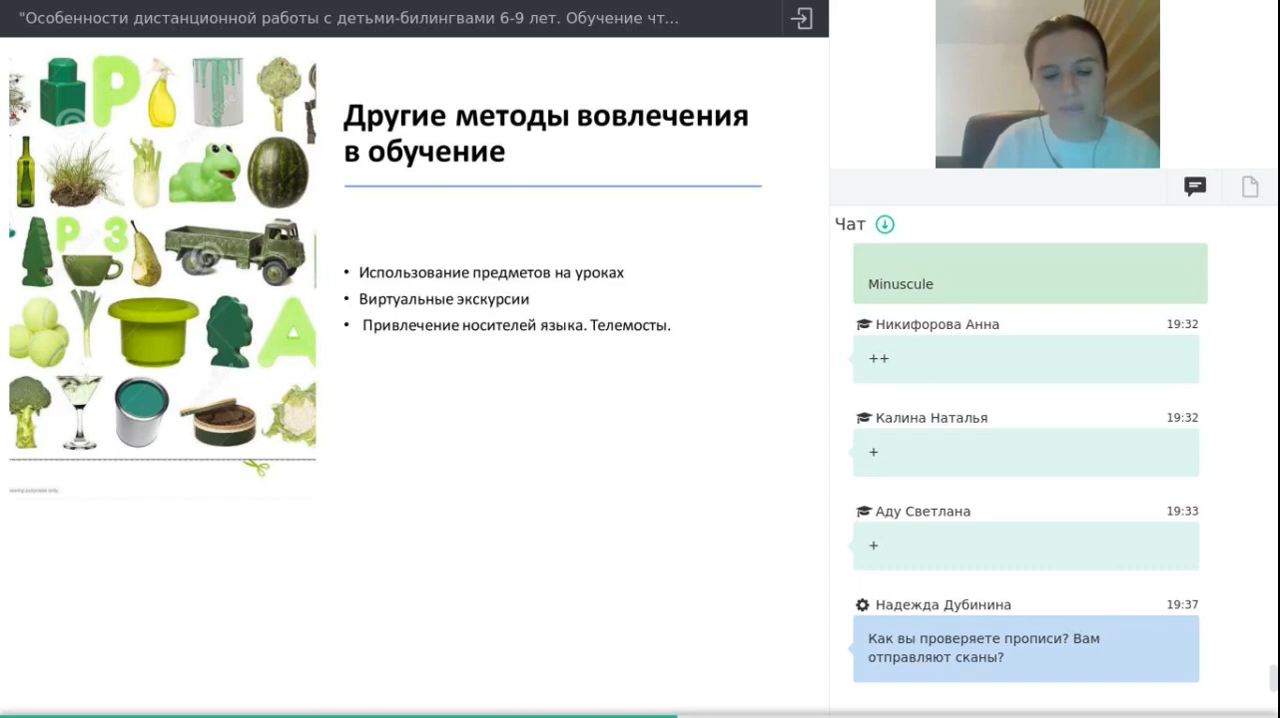 "Особенности дистанционной работы с детьми-билингвами 6-9 лет. Обучение чт...
P
Другие методы вовлечения
в обучение
P 3
A
• Использование предметов на уроках
• Виртуальные экскурсии
• Привлечение носителей языка. Телемосты.
Чат
Minuscule
Никифорова Анна 19:32
++
Калина Наталья 19:32
+
Аду Светлана 19:33
+
Надежда Дубинина 19:37
Как вы проверяете прописи? Вам
отправляют сканы?